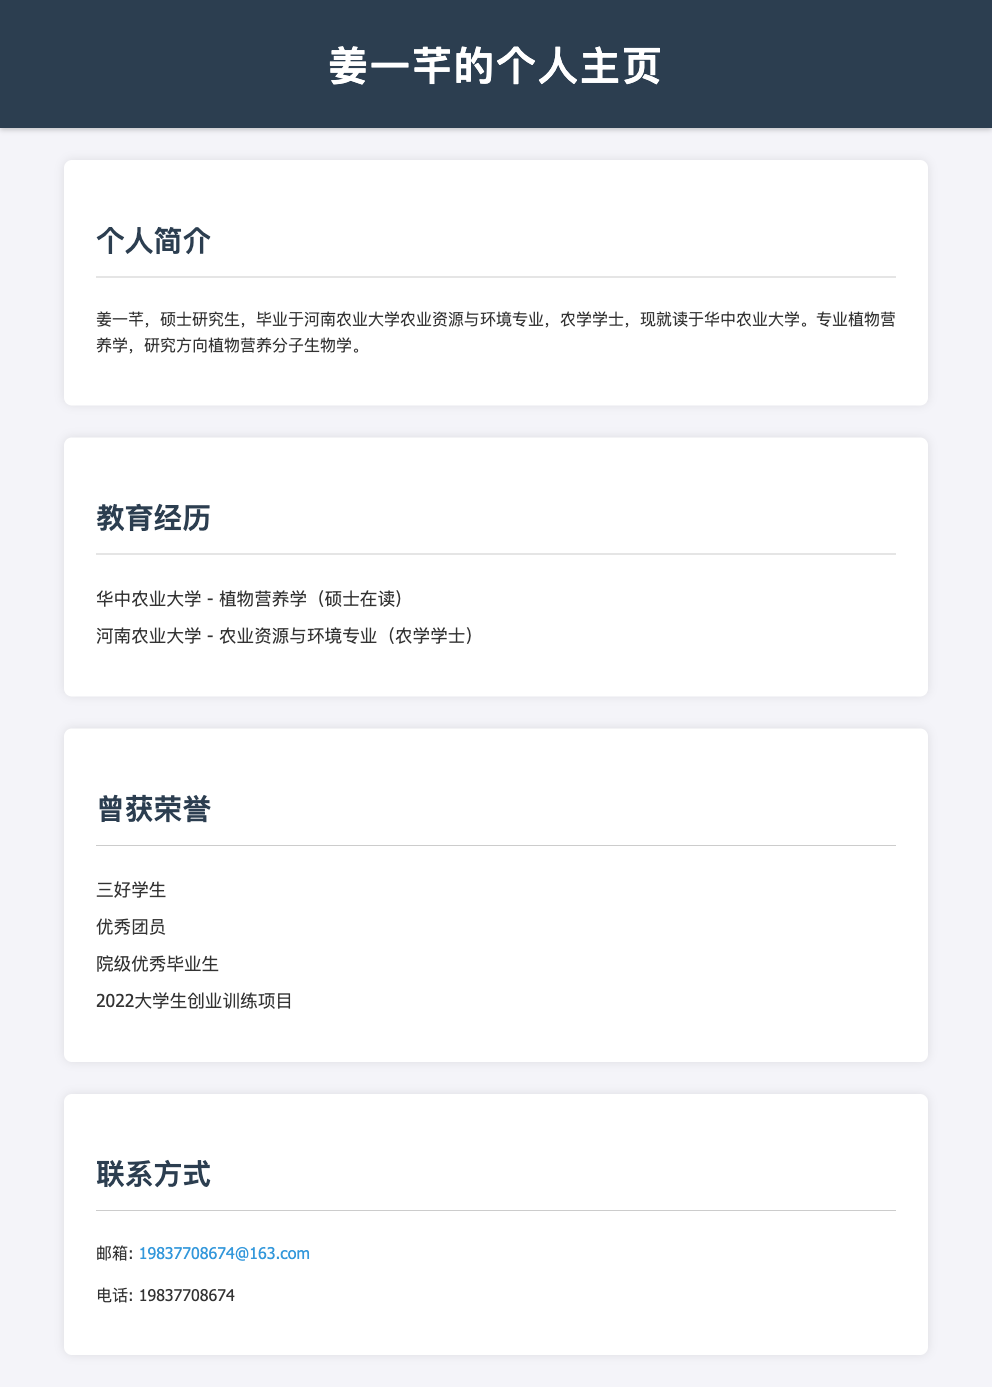 姜一芊的个人主页
个人简介
姜一芊，硕士研究生，毕业于河南农业大学农业资源与环境专业，农学学士，现就读于华中农业大学。专业植物营
养学，研究方向植物营养分子生物学。
教育经历
华中农业大学 - 植物营养学（硕士在读）
河南农业大学 - 农业资源与环境专业（农学学士）
曾获荣誉
三好学生
优秀团员
院级优秀毕业生
2022大学生创业训练项目
联系方式
邮箱: 19837708674@163.com
电话: 19837708674